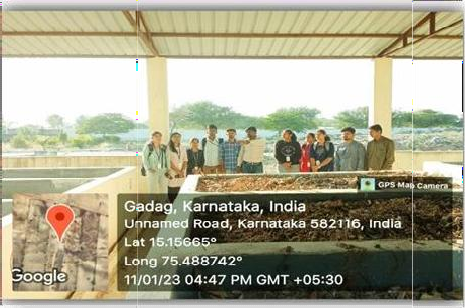 GPS Map Camera
Gadag, Karnataka, India
Unnamed Road, Karnataka 582116, India
Lat 15.15665°
Long 75.488742°
11/01/23 04:47 PM GMT +05:30
Google